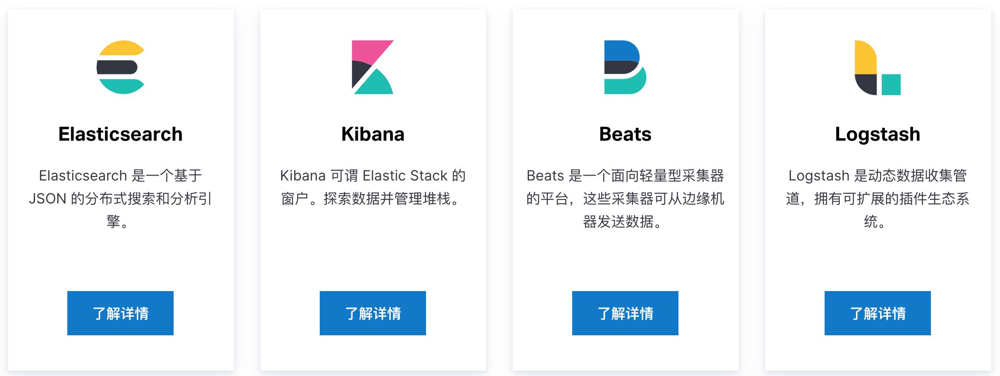 Elasticsearch
Elasticsearch 是一个基于
JSON 的分布式搜索和分析引
擎。
了解详情
Kibana
Kibana 可谓 Elastic Stack 的
窗户。探索数据并管理堆栈。
了解详情
Beats
Beats 是一个面向轻量型采集器
的平台，这些采集器可从边缘机
器发送数据。
了解详情
Logstash
Logstash 是动态数据收集管
道，拥有可扩展的插件生态系
统。
了解详情